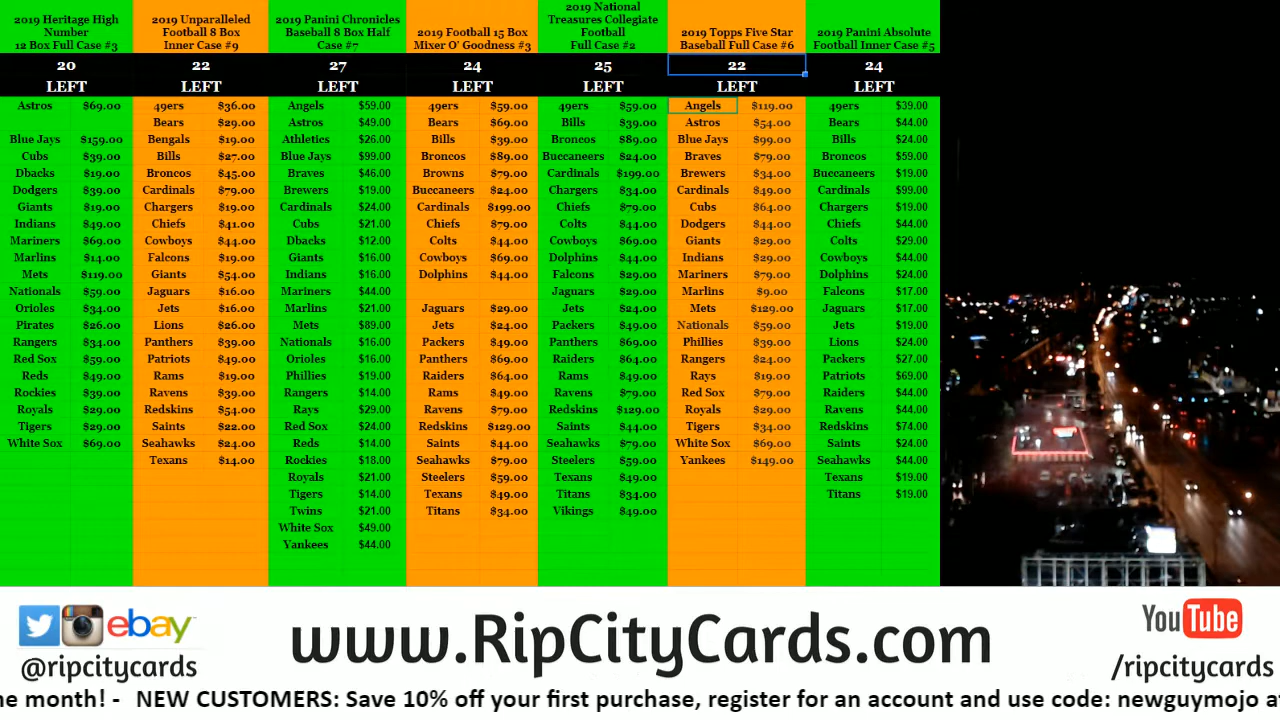 2019 Heritage High
Number
12 Box Full Case #3
20
LEFT
Astros $69.00
Blue Jays $159.00
Cubs $39.00
Dbacks $19.00
Dodgers $39.00
Giants $19.00
Indians $49.00
Mariners $69.00
Marlins $14.00
Mets $119.00
Nationals $59.00
Orioles $34.00
Pirates $26.00
Rangers $34.00
Red Sox $59.00
Reds $49.00
Rockies $39.00
Royals $29.00
Tigers $29.00
White Sox $69.00
2019 Unparalleled
Football 8 Box
Inner Case #9
22
LEFT
49ers $36.00
Bears $29.00
Bengals $19.00
Bills $27.00
Broncos $45.00
Cardinals $79.00
Chargers $19.00
Chiefs $41.00
Cowboys $44.00
Falcons $19.00
Giants $54.00
Jaguars $16.00
Jets $16.00
Lions $26.00
Panthers $39.00
Patriots $49.00
Rams $19.00
Ravens $39.00
Redskins $54.00
Saints $22.00
Seahawks $24.00
Texans $14.00
2019 Panini Chronicles
Baseball 8 Box Half
Case #7
27
LEFT
Angels $59.00
Astros $49.00
Athletics $26.00
Blue Jays $99.00
Braves $46.00
Brewers $19.00
Cardinals $24.00
Cubs $21.00
Dbacks $12.00
Giants $16.00
Indians $16.00
Mariners $44.00
Marlins $21.00
Mets $89.00
Nationals $16.00
Orioles $16.00
Phillies $19.00
Rangers $14.00
Rays $29.00
Red Sox $24.00
Reds $14.00
Rockies $18.00
Royals $21.00
Tigers $14.00
Twins $21.00
White Sox $49.00
Yankees $44.00
2019 Football 15 Box
Mixer O' Goodness #3
24
LEFT
49ers $59.00
Bears $69.00
Bills $39.00
Broncos $89.00
Browns $79.00
Buccaneers $24.00
Cardinals $199.00
Chiefs $79.00
Colts $44.00
Cowboys $69.00
Dolphins $44.00
Jaguars $29.00
Jets $24.00
Packers $49.00
Panthers $69.00
Raiders $64.00
Rams $49.00
Ravens $79.00
Redskins $129.00
Saints $44.00
Seahawks $79.00
Steelers $59.00
Texans $49.00
Titans $34.00
2019 National
Treasures Collegiate
Football
Full Case #2
25
LEFT
49ers $59.00
Bills $39.00
Broncos $89.00
Buccaneers $24.00
Cardinals $199.00
Chargers $34.00
Chiefs $79.00
Colts $44.00
Cowboys $69.00
Dolphins $44.00
Falcons $29.00
Jaguars $29.00
Jets $24.00
Packers $49.00
Panthers $69.00
Raiders $64.00
Rams $49.00
Ravens $79.00
Redskins $129.00
Saints $44.00
Seahawks $79.00
Steelers $59.00
Texans $49.00
Titans $34.00
Vikings $49.00
2019 Topps Five Star
Baseball Full Case #6
22
LEFT
Angels $119.00
Astros $54.00
Blue Jays $99.00
Braves $79.00
Brewers $34.00
Cardinals $49.00
Cubs $64.00
Dodgers $44.00
Giants $29.00
Indians $29.00
Mariners $79.00
Marlins $9.00
Mets $129.00
Nationals $59.00
Phillies $39.00
Rangers $24.00
Rays $19.00
Red Sox $79.00
Royals $29.00
Tigers $34.00
White Sox $69.00
Yankees $149.00
2019 Panini Absolute
Football Inner Case #5
24
LEFT
49ers $39.00
Bears $44.00
Bills $24.00
Broncos $59.00
Buccaneers $19.00
Cardinals $99.00
Chargers $19.00
Chiefs $44.00
Colts $29.00
Cowboys $44.00
Dolphins $24.00
Falcons $17.00
Jaguars $17.00
Jets $19.00
Lions $24.00
Packers $27.00
Patriots $69.00
Raiders $44.00
Ravens $44.00
Redskins $74.00
Saints $24.00
Seahawks $44.00
Texans $19.00
Titans $19.00
ebay
@ripcitycards
www.RipCityCards.com
YouTube
/ripcitycards
ne month! - NEW CUSTOMERS: Save 10% off your first purchase, register for an account and use code: newguymojo a